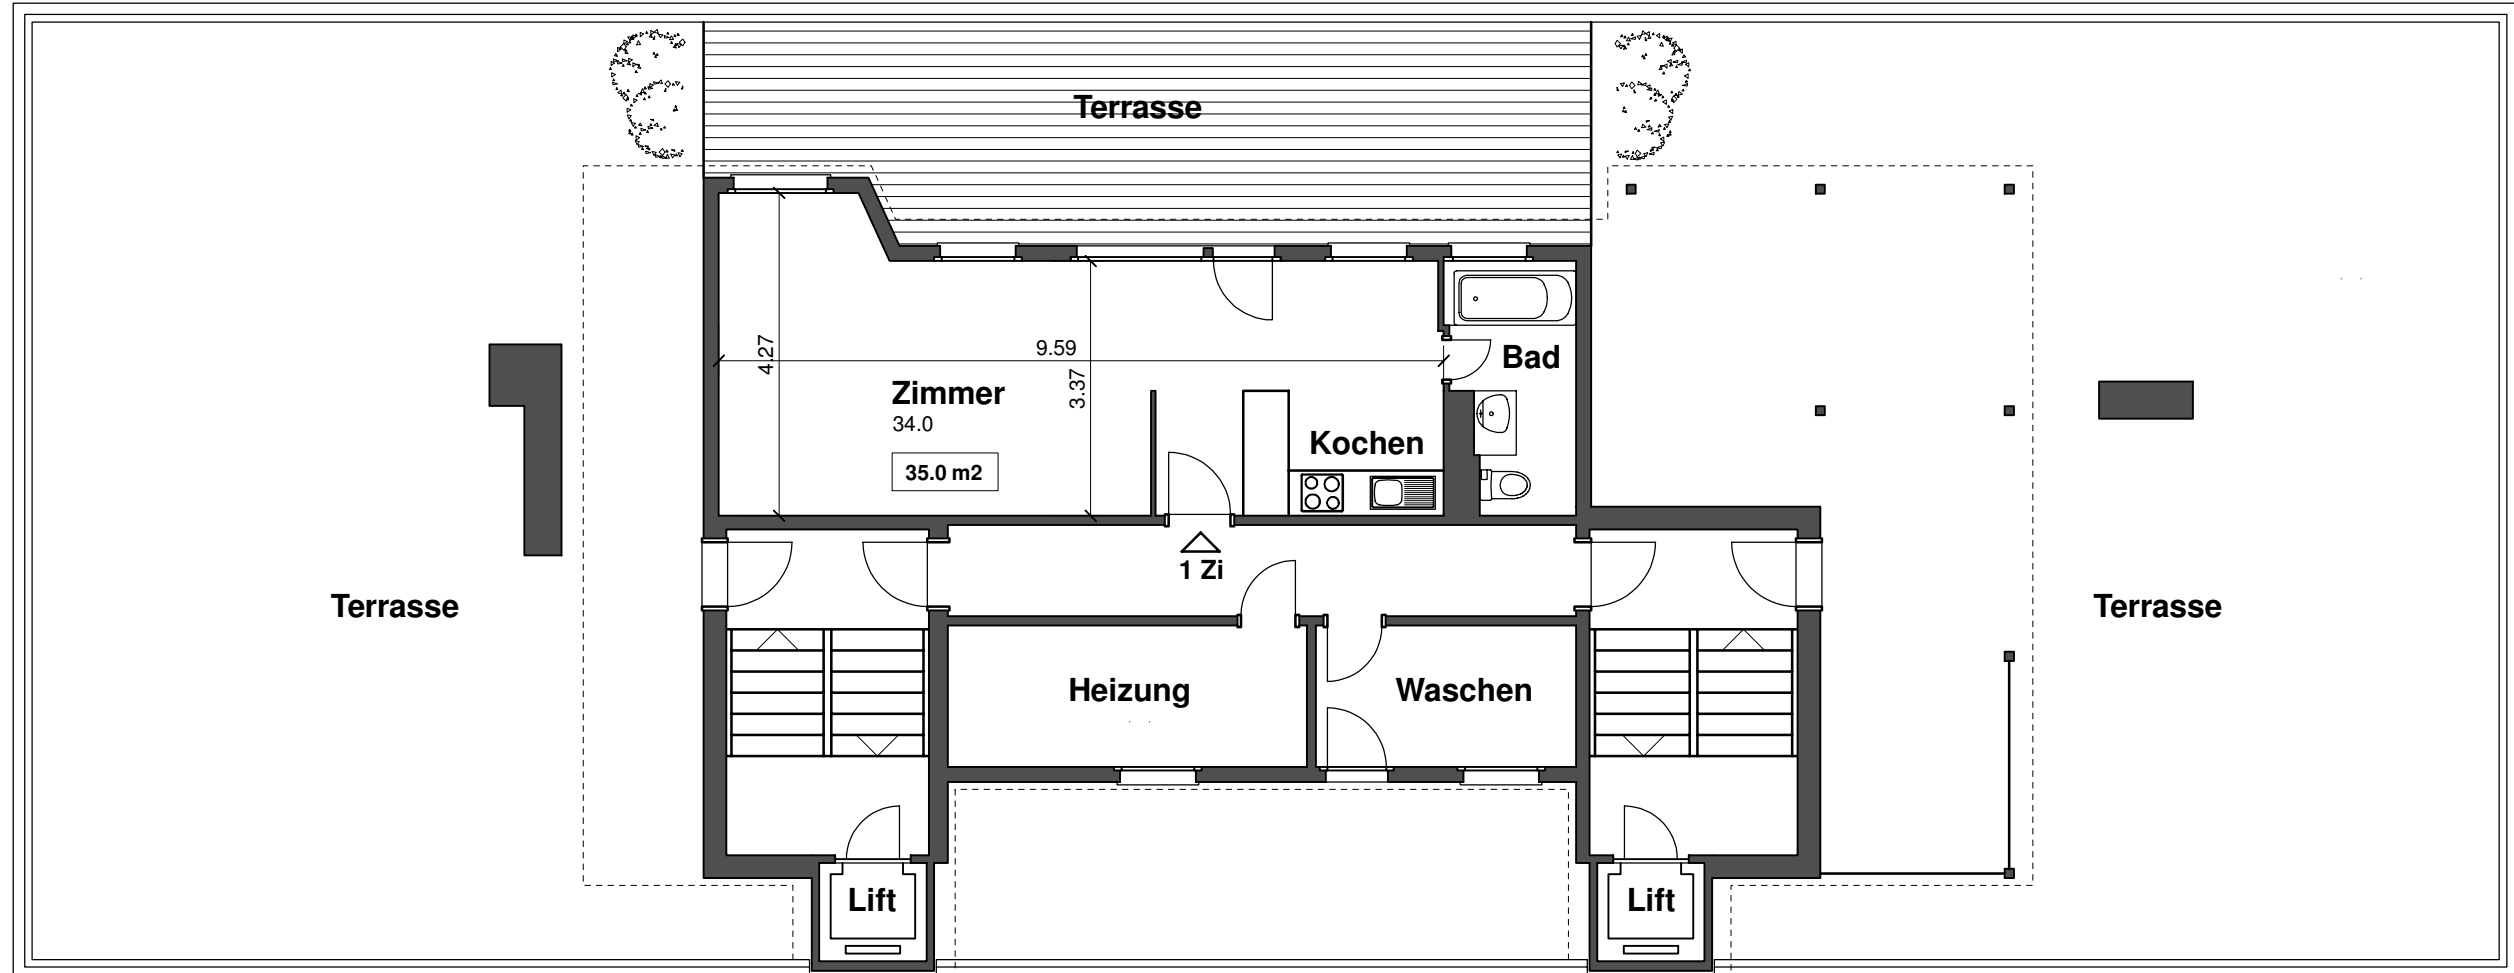 Terrasse
4.27
9.59
3.37
Bad
Zimmer
34.0
Kochen
35.0 m2
1 Zi
Terrasse
Terrasse
Heizung
Waschen
Lift
Lift